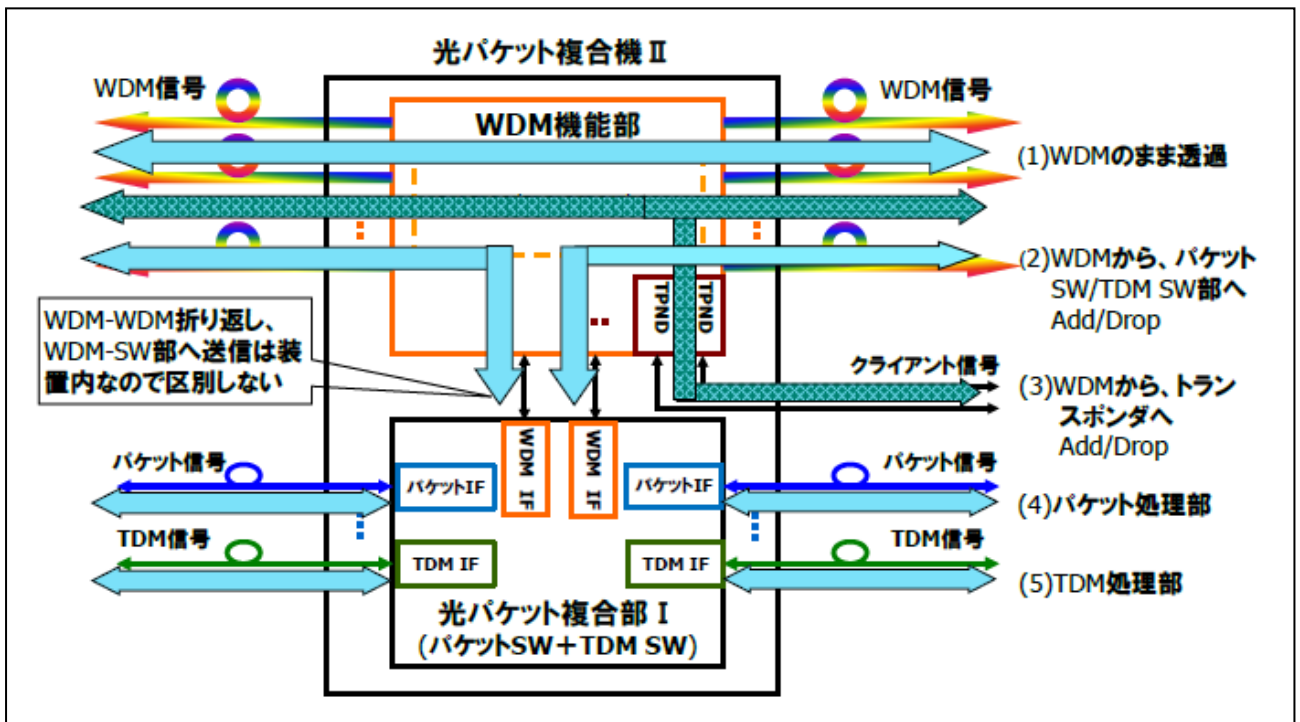 光パケット複合機Ⅱ
WDM信号
WDM信号
WDM機能部
(1)WDMのまま透過
(2)WDMから、パケット
SW/TDM SW部へ
Add/Drop
TPND
TPND
WDM-WDM折り返し、
WDM-SW部へ送信は装
置内なので区別しない
クライアント信号
(3)WDMから、トラン
スポンダへ
Add/Drop
WDM IF
WDM IF
パケット信号
パケットIF
パケットIF
パケット信号
(4)パケット処理部
TDM信号
TDM IF
TDM IF
TDM信号
(5)TDM処理部
光パケット複合部Ⅰ
(パケットSW+TDM SW)